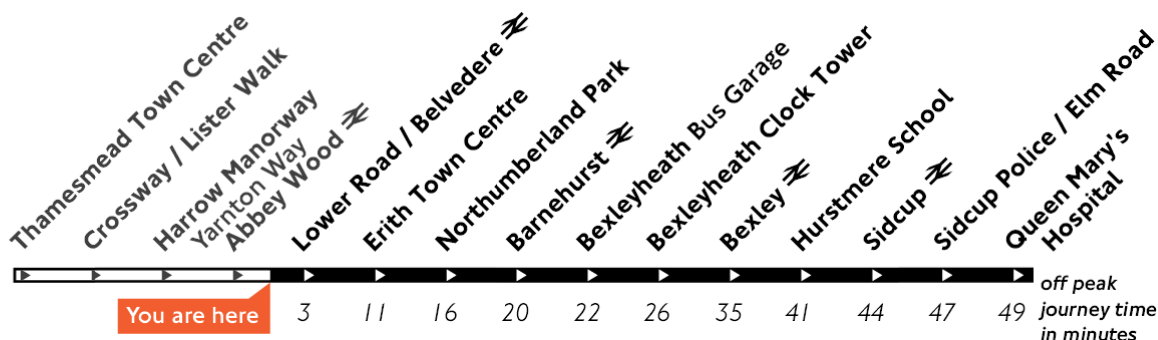 Thamesmead Town Centre
Crossway / Lister Walk
Harrow Manorway
Yarnton Way
Abbey Wood
Lower Road / Belvedere
Erith Town Centre
Northumberland Park
Barnehurst
Bexleyheath Bus Garage
Bexleyheath Clock Tower
Bexley
Hurstmere School
Sidcup
Sidcup Police / Elm Road
Queen Mary's
Hospital
You are here
3 11 16 20 22 26 35 41 44 47 49
off peak
journey time
in minutes